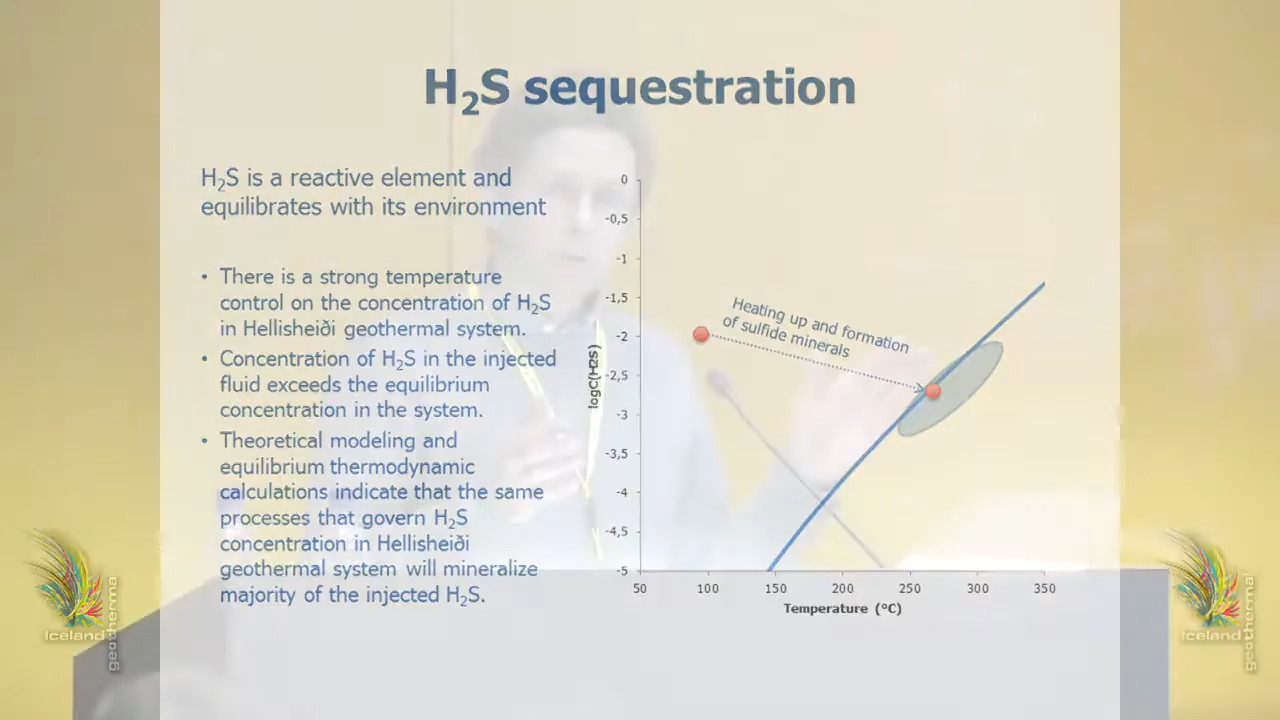 H₂S sequestration
H₂S is a reactive element and
equilibrates with its environment
• There is a strong temperature
control on the concentration of H₂S
in Hellisheiði geothermal system.
• Concentration of H₂S in the injected
fluid exceeds the equilibrium
concentration in the system.
• Theoretical modeling and
equilibrium thermodynamic
calculations indicate that the same
processes that govern H₂S
concentration in Hellisheiði
geothermal system will mineralize
majority of the injected H₂S.
logC(H2S)
0
-0,5
-1
-1,5
-2
-2,5
-3
-3,5
-4
-4,5
-5
Heating up and formation
of sulfide minerals
50 100 150 200 250 300 350
Temperature (°C)
Iceland
geotherma
Iceland
geotherma